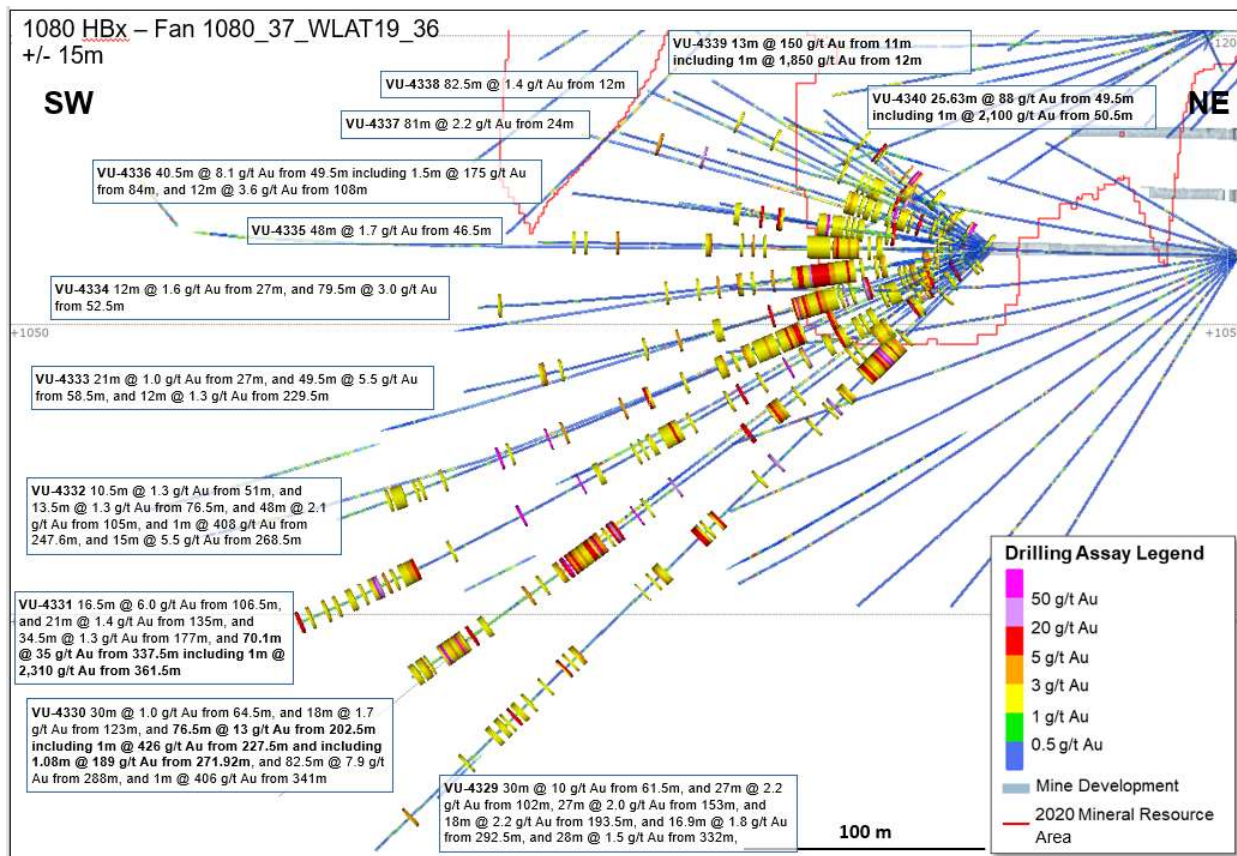 1080 HBx – Fan 1080_37_WLAT19_36
+/- 15m
SW
NE
VU-4339 13m @ 150 g/t Au from 11m
including 1m @ 1,850 g/t Au from 12m
+120
VU-4338 82.5m @ 1.4 g/t Au from 12m
VU-4340 25.63m @ 88 g/t Au from 49.5m
including 1m @ 2,100 g/t Au from 50.5m
VU-4337 81m @ 2.2 g/t Au from 24m
VU-4336 40.5m @ 8.1 g/t Au from 49.5m including 1.5m @ 175 g/t
Au from 84m, and 12m @ 3.6 g/t Au from 108m
VU-4335 48m @ 1.7 g/t Au from 46.5m
VU-4334 12m @ 1.6 g/t Au from 27m, and 79.5m @ 3.0 g/t Au
from 52.5m
+1050
+105
VU-4333 21m @ 1.0 g/t Au from 27m, and 49.5m @ 5.5 g/t Au
from 58.5m, and 12m @ 1.3 g/t Au from 229.5m
VU-4332 10.5m @ 1.3 g/t Au from 51m, and
13.5m @ 1.3 g/t Au from 76.5m, and 48m @ 2.1
g/t Au from 105m, and 1m @ 408 g/t Au from
247.6m, and 15m @ 5.5 g/t Au from 268.5m
VU-4331 16.5m @ 6.0 g/t Au from 106.5m,
and 21m @ 1.4 g/t Au from 135m, and
34.5m @ 1.3 g/t Au from 177m, and 70.1m
@ 35 g/t Au from 337.5m including 1m @
2,310 g/t Au from 361.5m
VU-4330 30m @ 1.0 g/t Au from 64.5m, and 18m @ 1.7
g/t Au from 123m, and 76.5m @ 13 g/t Au from 202.5m
including 1m @ 426 g/t Au from 227.5m and including
1.08m @ 189 g/t Au from 271.92m, and 82.5m @ 7.9 g/t
Au from 288m, and 1m @ 406 g/t Au from 341m
VU-4329 30m @ 10 g/t Au from 61.5m, and 27m @ 2.2
g/t Au from 102m, 27m @ 2.0 g/t Au from 153m, and
18m @ 2.2 g/t Au from 193.5m, and 16.9m @ 1.8 g/t Au
from 292.5m, and 28m @ 1.5 g/t Au from 332m,
100 m
Drilling Assay Legend
50 g/t Au
20 g/t Au
5 g/t Au
3 g/t Au
1 g/t Au
0.5 g/t Au
Mine Development
2020 Mineral Resource
Area